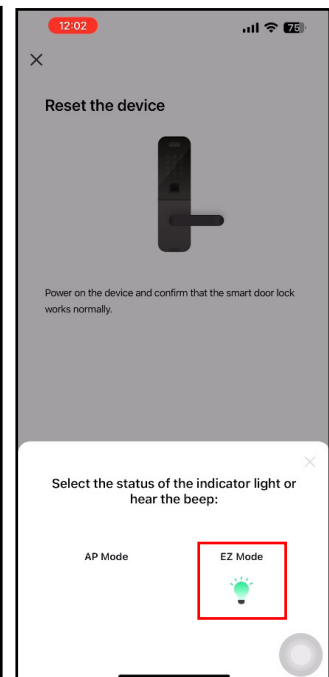 12:02
75
Reset the device
Power on the device and confirm that the smart door lock
works normally.
Select the status of the indicator light or
hear the beep:
AP Mode
EZ Mode